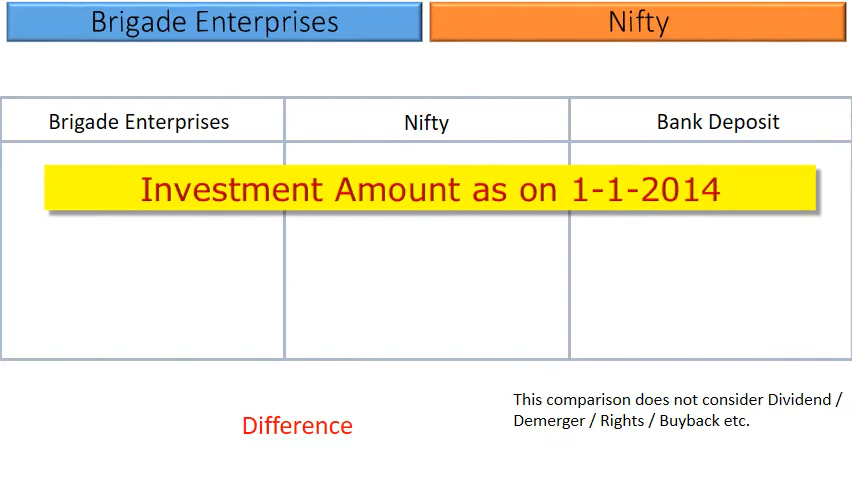 Brigade Enterprises
Nifty
Brigade Enterprises
Nifty
Bank Deposit
Investment Amount as on 1-1-2014
Difference
This comparison does not consider Dividend /
Demerger / Rights / Buyback etc.